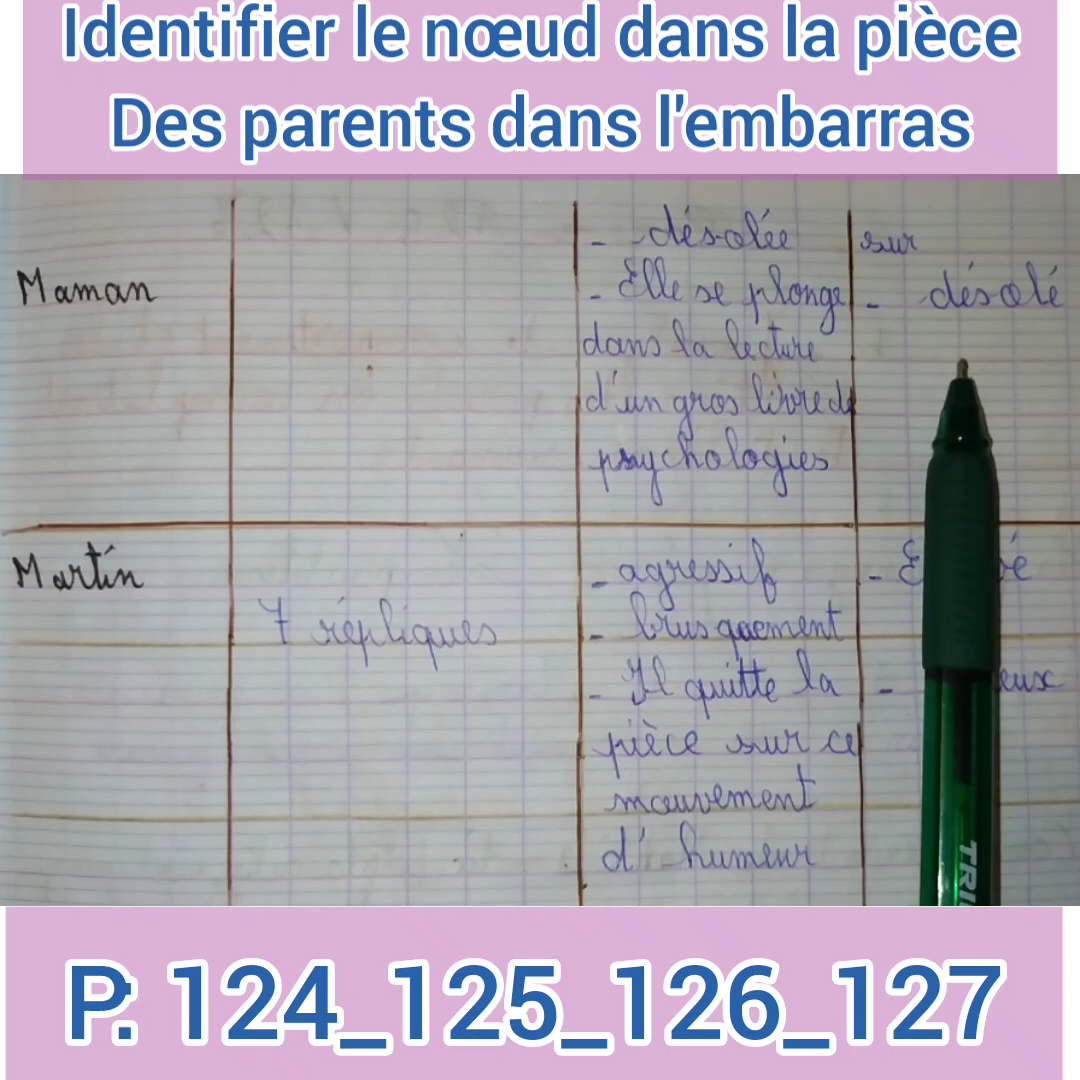 Identifier le nœud dans la pièce
Des parents dans l'embarras
- désolée
sur
Maman
- Elle se plonge
- désolé
dans la lecture
d'un gros livre de
psychologies
Martin
- agressif
7 répliques
- brusquement
- Il quitte la
pièce sur ce
mouvement
d'humeur
P: 124_125_126_127